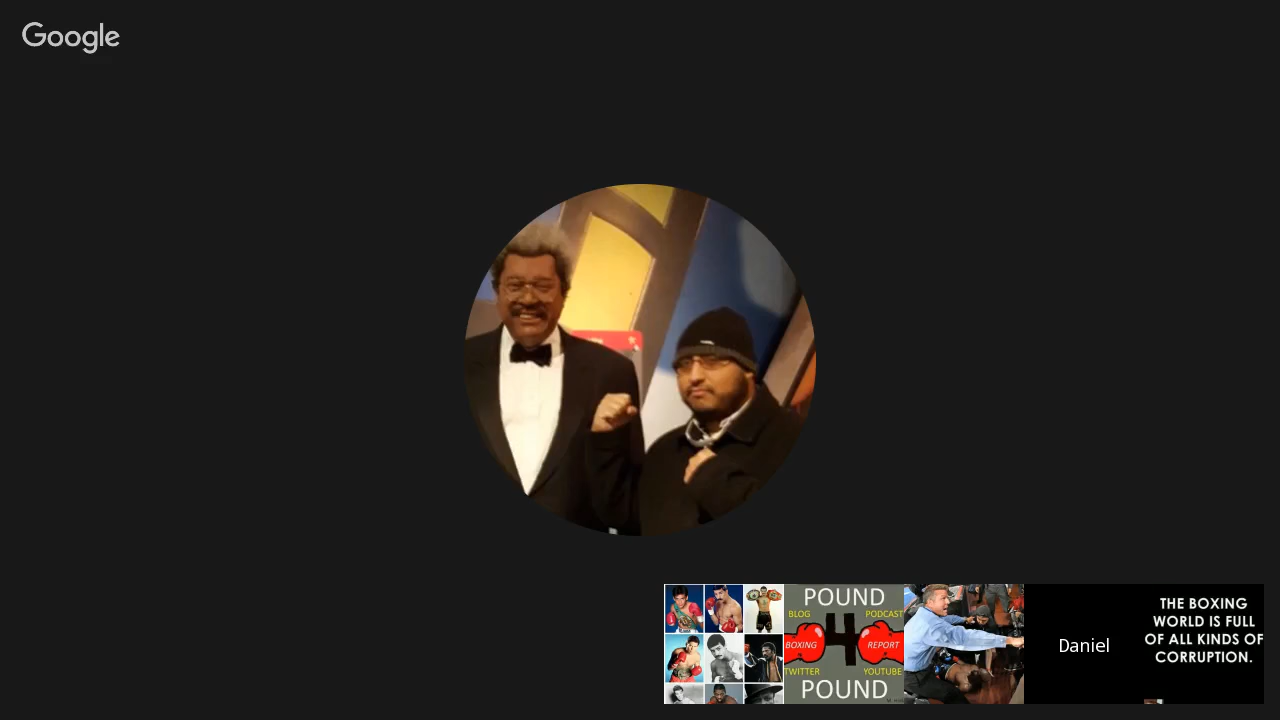 Google
POUND
BLOG
PODCAST
4
BOXING
REPORT
TWITTER
YOUTUBE
POUND
Daniel
THE BOXING
WORLD IS FULL
OF ALL KINDS OF
CORRUPTION.